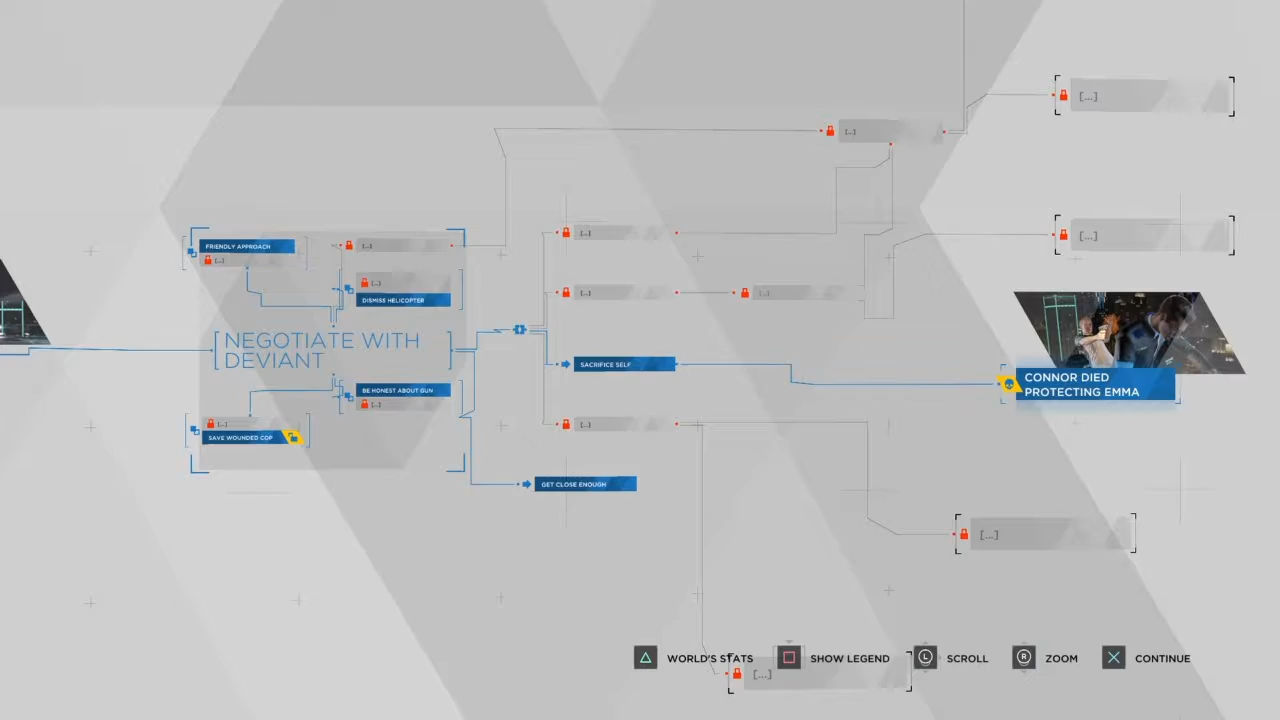 [...]
[...]
[...]
[...]
FRIENDLY APPROACH
[...]
[...]
[...]
DISMISS HELICOPTER
[...]
[...]
NEGOTIATE WITH
DEVIANT
SACRIFICE SELF
CONNOR DIED
PROTECTING EMMA
BE HONEST ABOUT GUN
[...]
[...]
SAVE WOUNDED COP
[...]
GET CLOSE ENOUGH
[...]
WORLD'S STATS
SHOW LEGEND
L
SCROLL
R
ZOOM
CONTINUE
[...]